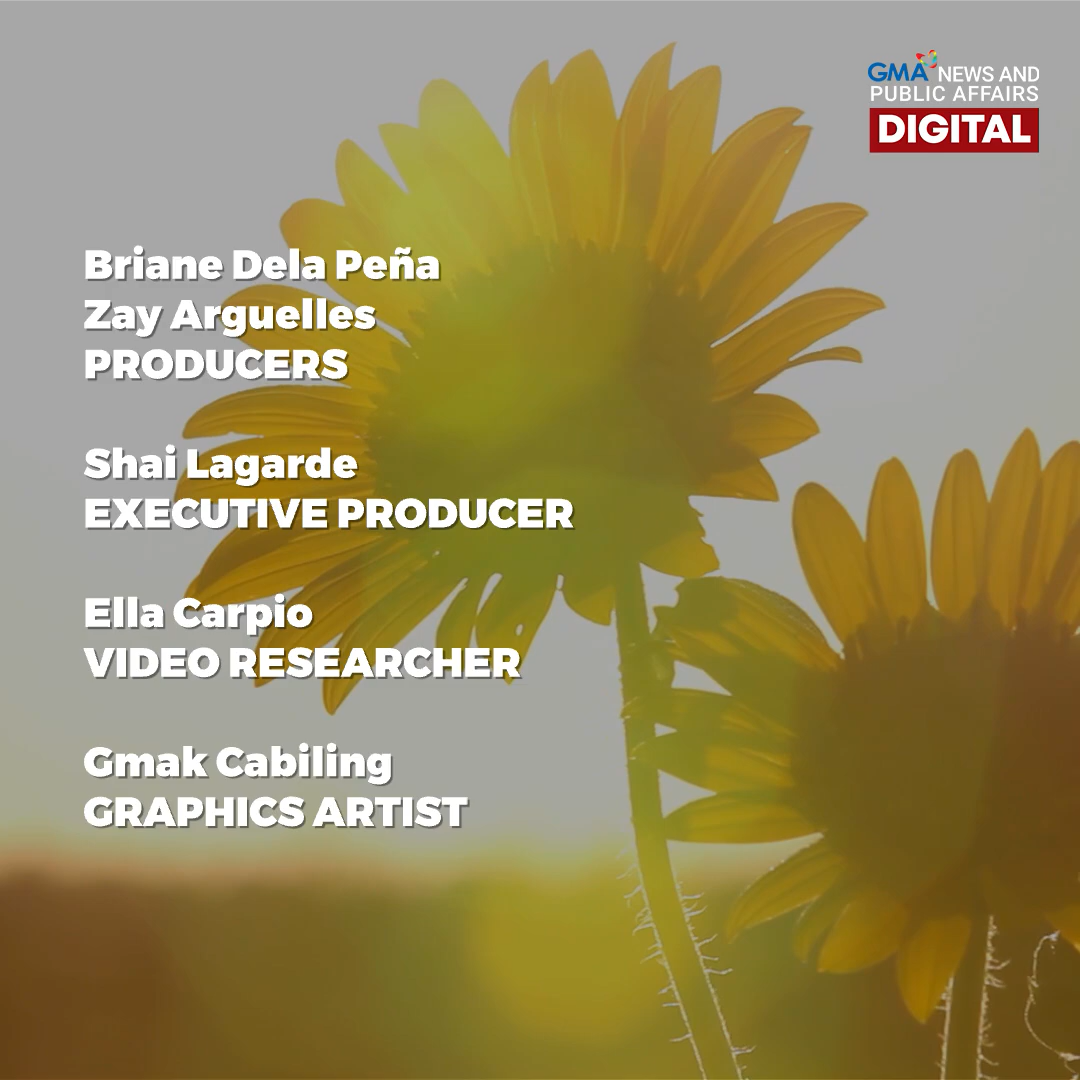 GMA NEWS AND
PUBLIC AFFAIRS
DIGITAL
Briane Dela Peña
Zay Arguelles
PRODUCERS
Shai Lagarde
EXECUTIVE PRODUCER
Ella Carpio
VIDEO RESEARCHER
Gmak Cabiling
GRAPHICS ARTIST